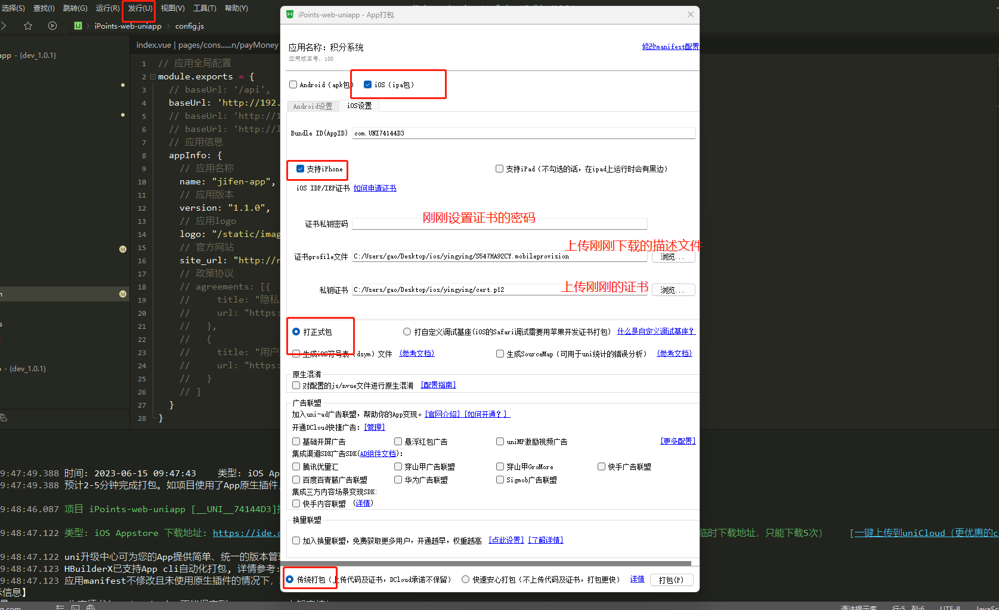 选择(S) 查找(I) 跳转(G) 运行(R) 发行(U) 视图(V) 工具(T) 帮助(Y)
iPoints-web-uniapp config.js
app - {dev_1.0.1}
index.vue | pages/cons......n/payMoney
1 // 应用全局配置
2 module.exports = {
3 // baseUrl: '/api',
4 baseUrl: 'http://192.
5 // baseUrl: 'http://1
6 // baseUrl: 'http://l
7 // 应用信息
8 appInfo: {
9 // 应用名称
10 name: "jifen-app",
11 // 应用版本
12 version: "1.1.0",
13 // 应用logo
14 logo: "/static/imag
15 // 官方网站
16 site_url: "http://r
17 // 政策协议
18 // agreements: [{
19 // title: "隐私
20 // url: "https:
21 // },
22 // {
23 // title: "用户
24 // url: "https:
25 // }
26 // ]
27 }
28 }
M
M
- {dev_1.0.1}
iPoints-web-uniapp - App打包
应用名称：积分系统
修改manifest配置
应用版本号：100
Android（apk包） iOS（ipa包）
Android设置 iOS设置
Bundle ID(AppID) com.UNI74144D3
支持iPhone 支持iPad（不勾选的话，在ipad上运行时会有黑边）
iOS IDP/IEP证书 如何申请证书
刚刚设置证书的密码
证书私钥密码
上传刚刚下载的描述文件
证书profile文件 C:/Users/gao/Desktop/ios/yingying/S547HA92CY.mobileprovision 浏览...
上传刚刚的证书
私钥证书 C:/Users/gao/Desktop/ios/yingying/cert.p12 浏览...
打正式包 打自定义调试基座(iOS的Safari调试需要用苹果开发证书打包) 什么是自定义调试基座？
生成iOS符号表（dsym）文件 (参考文档) 生成SourceMap（可用于uni统计的错误分析） (参考文档)
原生混淆
对配置的js/nvue文件进行原生混淆 [配置指南]
广告联盟
加入uni-ad广告联盟，帮助你的App变现。[官网介绍] [如何开通？]
开通DCloud快捷广告：[管理]
基础开屏广告 悬浮红包广告 uniMP激励视频广告 [更多配置]
集成渠道SDK广告SDK(AD组件文档)：
腾讯优量汇 穿山甲广告联盟 穿山甲GroMore 快手广告联盟
百度百青藤广告联盟 华为广告联盟 Sigmob广告联盟
集成三方内容场景变现SDK:
快手内容联盟 (详情)
换量联盟
加入换量联盟，免费获取更多用户，开通越早，权重越高 [点此设置] [了解详情]
传统打包（上传代码及证书，DCloud承诺不保留） 快速安心打包（不上传代码及证书，打包更快） 详情 打包(P)
9:47:49.388 时间: 2023-06-15 09:47:43 类型: iOS Ap
9:47:49.388 预计2-5分钟完成打包。如项目使用了App原生插件
9:48:46.087 项目 iPoints-web-uniapp [__UNI__74144D3]
9:48:47.122 类型: iOS Appstore 下载地址: https://ide. 临时下载地址, 只能下载5次） [一键上传到uniCloud（更优惠的c
9:48:47.122 uni升级中心可为您的App提供简单、统一的版本管
9:48:47.123 HBuilderX已支持App cli自动化打包, 详情参考:
9:48:47.123 应用manifest不修改且未使用原生插件的情况下,
示信息】
语法提示库 行:5 列:6 UTF-8 JavaSc